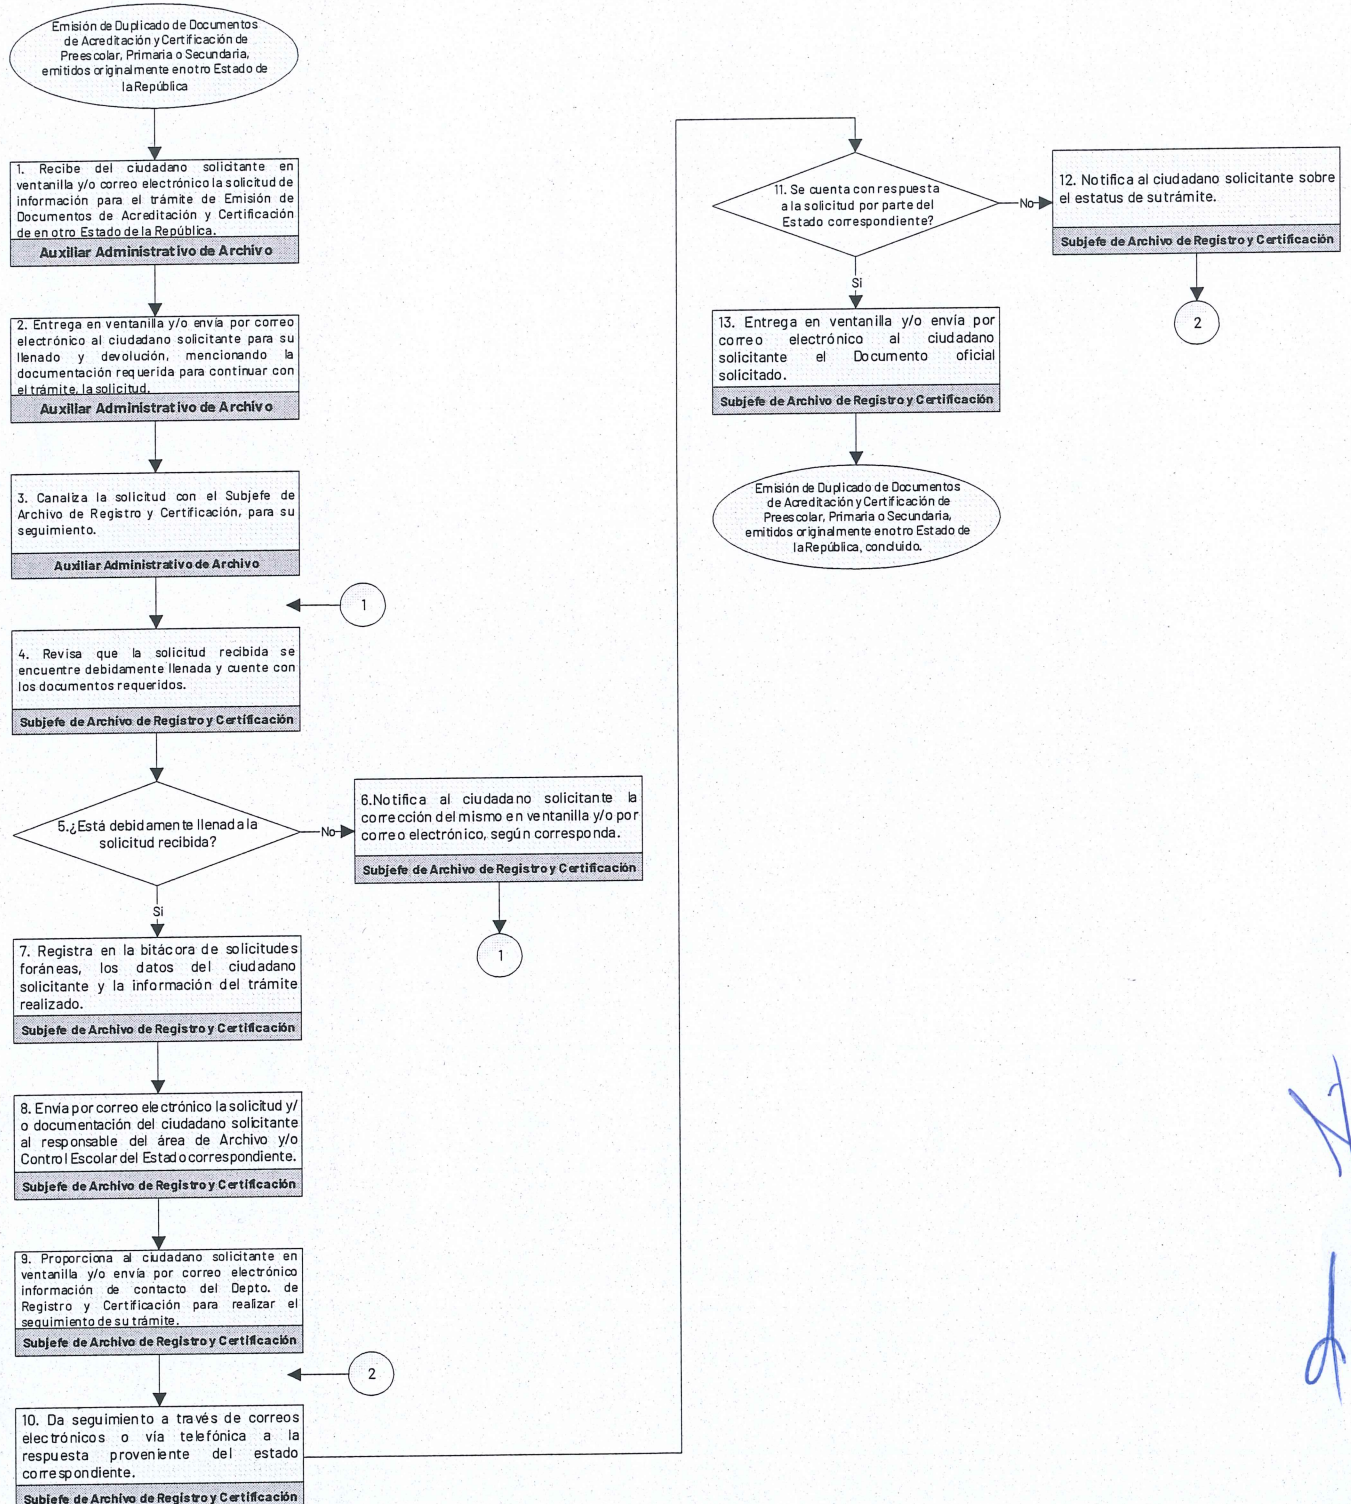 Emisión de Duplicado de Documentos
de Acreditación y Certificación de
Preescolar, Primaria o Secundaria,
emitidos originalmente en otro Estado de
la República
1. Recibe del ciudadano solicitante en
ventanilla y/o correo electrónico la solicitud de
información para el trámite de Emisión de
Documentos de Acreditación y Certificación
de en otro Estado de la República.
Auxiliar Administrativo de Archivo
2. Entrega en ventanilla y/o envía por correo
electrónico al ciudadano solicitante para su
llenado y devolución, mencionando la
documentación requerida para continuar con
el trámite, la solicitud.
Auxiliar Administrativo de Archivo
3. Canaliza la solicitud con el Subjefe de
Archivo de Registro y Certificación, para su
seguimiento.
Auxiliar Administrativo de Archivo
1
4. Revisa que la solicitud recibida se
encuentre debidamente llenada y cuente con
los documentos requeridos.
Subjefe de Archivo de Registro y Certificación
5.¿Está debidamente llenada la
solicitud recibida?
No
6.Notifica al ciudadano solicitante la
corrección del mismo en ventanilla y/o por
correo electrónico, según corresponda.
Subjefe de Archivo de Registro y Certificación
1
Si
7. Registra en la bitácora de solicitudes
foráneas, los datos del ciudadano
solicitante y la información del trámite
realizado.
Subjefe de Archivo de Registro y Certificación
8. Envía por correo electrónico la solicitud y/
o documentación del ciudadano solicitante
al responsable del área de Archivo y/o
Control Escolar del Estado correspondiente.
Subjefe de Archivo de Registro y Certificación
9. Proporciona al ciudadano solicitante en
ventanilla y/o envía por correo electrónico
información de contacto del Depto. de
Registro y Certificación para realizar el
seguimiento de su trámite.
Subjefe de Archivo de Registro y Certificación
2
10. Da seguimiento a través de correos
electrónicos o vía telefónica a la
respuesta proveniente del estado
correspondiente.
Subjefe de Archivo de Registro y Certificación
11. Se cuenta con respuesta
a la solicitud por parte del
Estado correspondiente?
No
12. Notifica al ciudadano solicitante sobre
el estatus de su trámite.
Subjefe de Archivo de Registro y Certificación
2
Si
13. Entrega en ventanilla y/o envía por
correo electrónico al ciudadano
solicitante el Documento oficial
solicitado.
Subjefe de Archivo de Registro y Certificación
Emisión de Duplicado de Documentos
de Acreditación y Certificación de
Preescolar, Primaria o Secundaria,
emitidos originalmente en otro Estado de
la República, concluido.